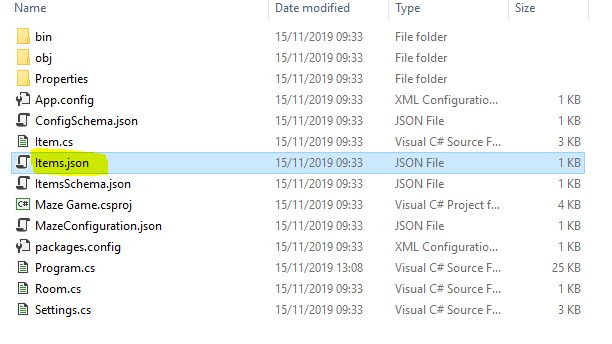 Name Date modified Type Size
bin 15/11/2019 09:33 File folder
obj 15/11/2019 09:33 File folder
Properties 15/11/2019 09:33 File folder
App.config 15/11/2019 09:33 XML Configuratio... 1 KB
ConfigSchema.json 15/11/2019 09:33 JSON File 1 KB
Item.cs 15/11/2019 09:33 Visual C# Source F... 3 KB
Items.json 15/11/2019 09:33 JSON File 1 KB
ItemsSchema.json 15/11/2019 09:33 JSON File 1 KB
C# Maze Game.csproj 15/11/2019 09:33 Visual C# Project f... 4 KB
MazeConfiguration.json 15/11/2019 09:33 JSON File 1 KB
packages.config 15/11/2019 09:33 XML Configuratio... 1 KB
Program.cs 15/11/2019 13:08 Visual C# Source F... 25 KB
Room.cs 15/11/2019 09:33 Visual C# Source F... 1 KB
Settings.cs 15/11/2019 09:33 Visual C# Source F... 3 KB